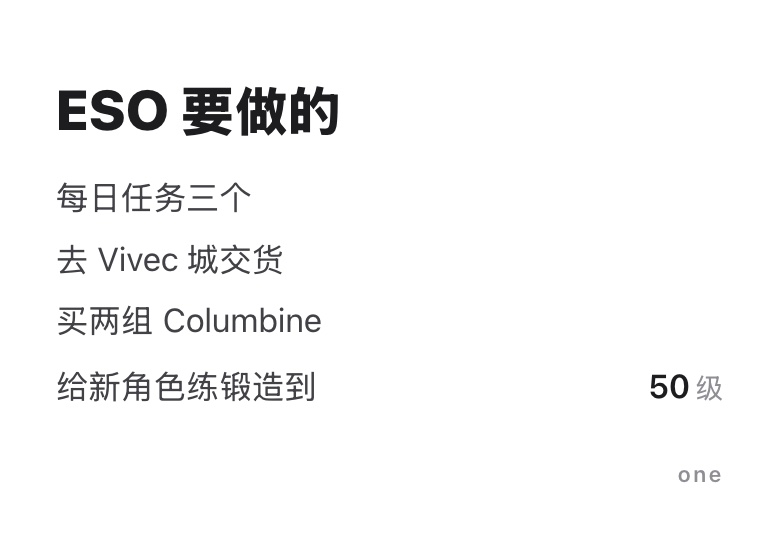 ESO 要做的
每日任务三个
去 Vivec 城交货
买两组 Columbine
给新角色练锻造到 50 级
one